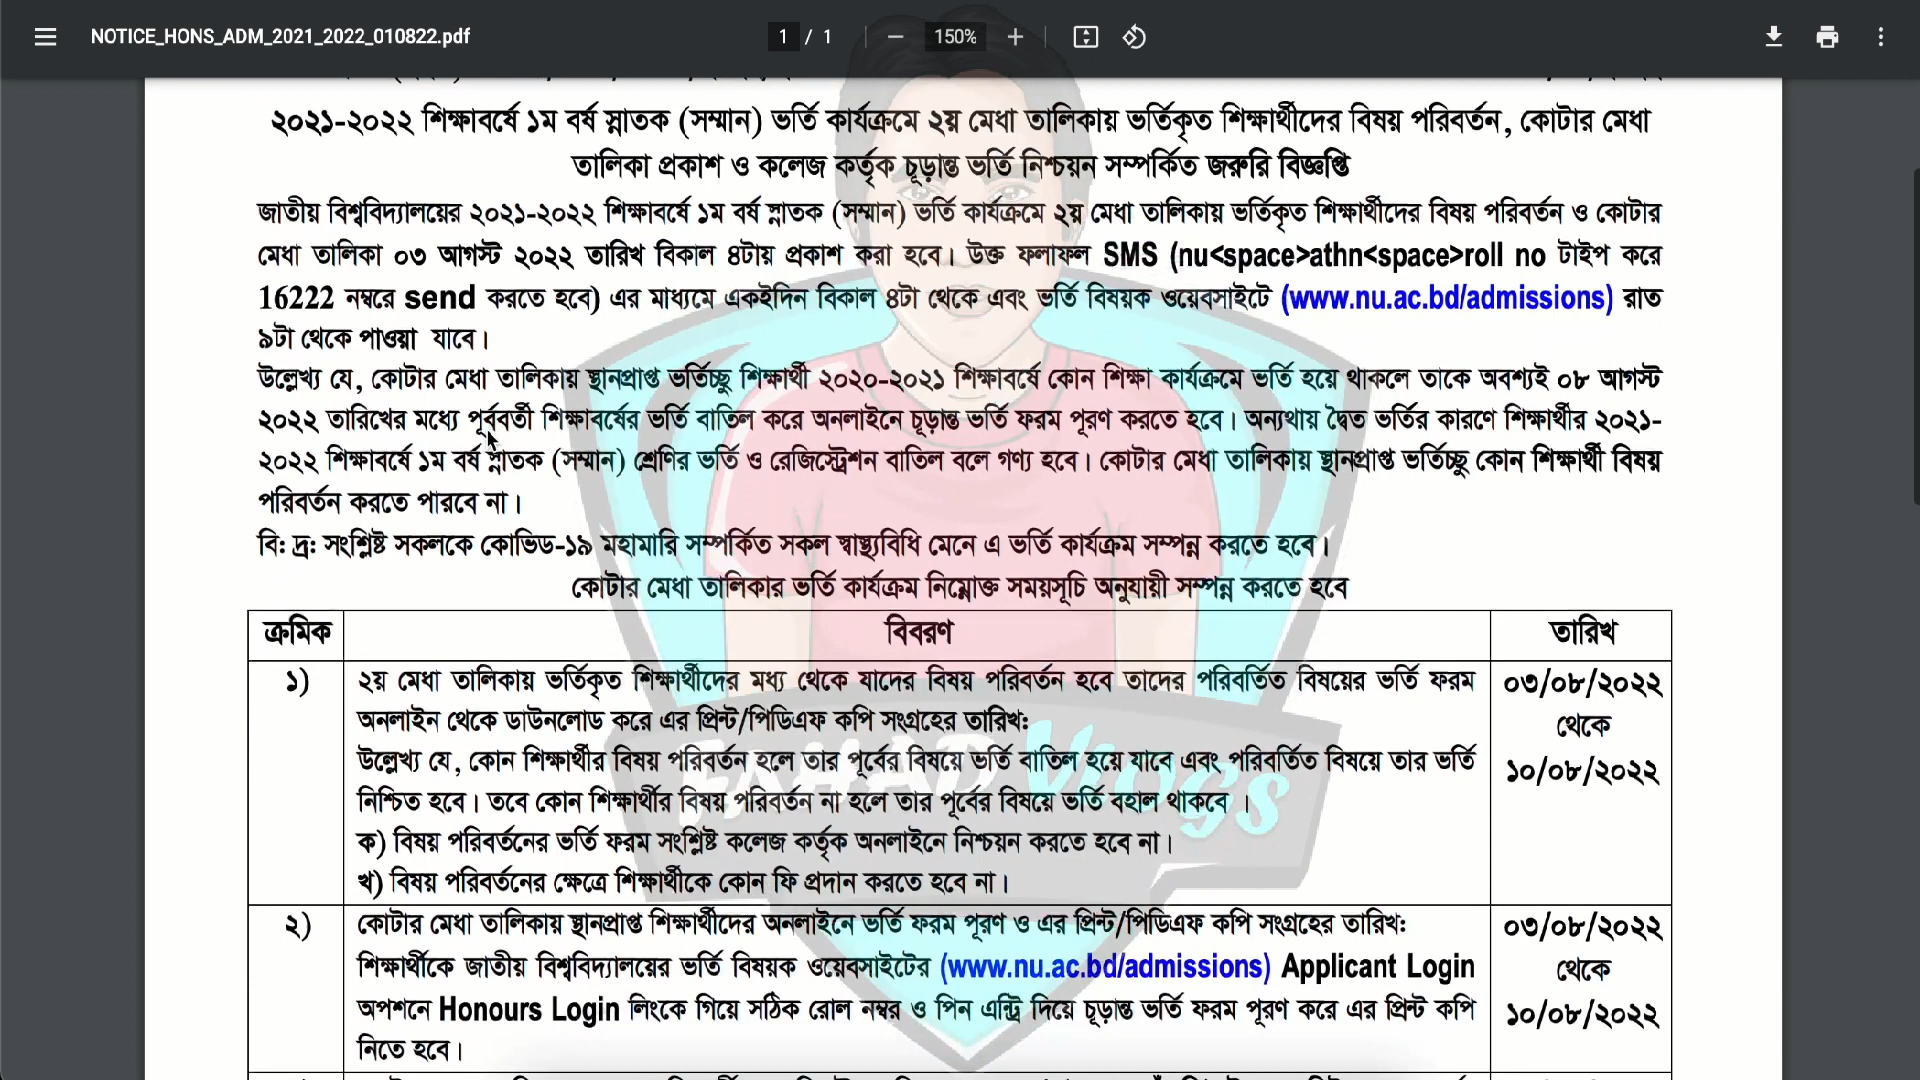 NOTICE_HONS_ADM_2021_2022_010822.pdf
1 / 1
150%
২০২১-২০২২ শিক্ষাবর্ষে ১ম বর্ষ স্নাতক (সম্মান) ভর্তি কার্যক্রমে ২য় মেধা তালিকায় ভর্তিকৃত শিক্ষার্থীদের বিষয় পরিবর্তন, কোটার মেধা
তালিকা প্রকাশ ও কলেজ কর্তৃক চূড়ান্ত ভর্তি নিশ্চয়ন সম্পর্কিত জরুরি বিজ্ঞপ্তি
জাতীয় বিশ্ববিদ্যালয়ের ২০২১-২০২২ শিক্ষাবর্ষে ১ম বর্ষ স্নাতক (সম্মান) ভর্তি কার্যক্রমে ২য় মেধা তালিকায় ভর্তিকৃত শিক্ষার্থীদের বিষয় পরিবর্তন ও কোটার
মেধা তালিকা ০৩ আগস্ট ২০২২ তারিখ বিকাল ৪টায় প্রকাশ করা হবে। উক্ত ফলাফল SMS (nu<space>athn<space>roll no টাইপ করে
16222 নম্বরে send করতে হবে) এর মাধ্যমে একইদিন বিকাল ৪টা থেকে এবং ভর্তি বিষয়ক ওয়েবসাইটে (www.nu.ac.bd/admissions) রাত
৯টা থেকে পাওয়া যাবে।
উল্লেখ্য যে, কোটার মেধা তালিকায় স্থানপ্রাপ্ত ভর্তিচ্ছু শিক্ষার্থী ২০২০-২০২১ শিক্ষাবর্ষে কোন শিক্ষা কার্যক্রমে ভর্তি হয়ে থাকলে তাকে অবশ্যই ০৮ আগস্ট
২০২২ তারিখের মধ্যে পূর্ববর্তী শিক্ষাবর্ষের ভর্তি বাতিল করে অনলাইনে চূড়ান্ত ভর্তি ফরম পূরণ করতে হবে। অন্যথায় দ্বৈত ভর্তির কারণে শিক্ষার্থীর ২০২১-
২০২২ শিক্ষাবর্ষে ১ম বর্ষ স্নাতক (সম্মান) শ্রেণির ভর্তি ও রেজিস্ট্রেশন বাতিল বলে গণ্য হবে। কোটার মেধা তালিকায় স্থানপ্রাপ্ত ভর্তিচ্ছু কোন শিক্ষার্থী বিষয়
পরিবর্তন করতে পারবে না।
বি: দ্র: সংশ্লিষ্ট সকলকে কোভিড-১৯ মহামারি সম্পর্কিত সকল স্বাস্থ্যবিধি মেনে এ ভর্তি কার্যক্রম সম্পন্ন করতে হবে।
কোটার মেধা তালিকার ভর্তি কার্যক্রম নিম্নোক্ত সময়সূচি অনুযায়ী সম্পন্ন করতে হবে
ক্রমিক বিবরণ তারিখ
১) ২য় মেধা তালিকায় ভর্তিকৃত শিক্ষার্থীদের মধ্য থেকে যাদের বিষয় পরিবর্তন হবে তাদের পরিবর্তিত বিষয়ের ভর্তি ফরম ০৩/০৮/২০২২
অনলাইন থেকে ডাউনলোড করে এর প্রিন্ট/পিডিএফ কপি সংগ্রহের তারিখ: থেকে
উল্লেখ্য যে, কোন শিক্ষার্থীর বিষয় পরিবর্তন হলে তার পূর্বের বিষয়ে ভর্তি বাতিল হয়ে যাবে এবং পরিবর্তিত বিষয়ে তার ভর্তি ১০/০৮/২০২২
নিশ্চিত হবে। তবে কোন শিক্ষার্থীর বিষয় পরিবর্তন না হলে তার পূর্বের বিষয়ে ভর্তি বহাল থাকবে ।
ক) বিষয় পরিবর্তনের ভর্তি ফরম সংশ্লিষ্ট কলেজ কর্তৃক অনলাইনে নিশ্চয়ন করতে হবে না।
খ) বিষয় পরিবর্তনের ক্ষেত্রে শিক্ষার্থীকে কোন ফি প্রদান করতে হবে না।
২) কোটার মেধা তালিকায় স্থানপ্রাপ্ত শিক্ষার্থীদের অনলাইনে ভর্তি ফরম পূরণ ও এর প্রিন্ট/পিডিএফ কপি সংগ্রহের তারিখ: ০৩/০৮/২০২২
শিক্ষার্থীকে জাতীয় বিশ্ববিদ্যালয়ের ভর্তি বিষয়ক ওয়েবসাইটের (www.nu.ac.bd/admissions) Applicant Login থেকে
অপশনে Honours Login লিংকে গিয়ে সঠিক রোল নম্বর ও পিন এন্ট্রি দিয়ে চূড়ান্ত ভর্তি ফরম পূরণ করে এর প্রিন্ট কপি ১০/০৮/২০২২
নিতে হবে।
FAHAD Vlogs